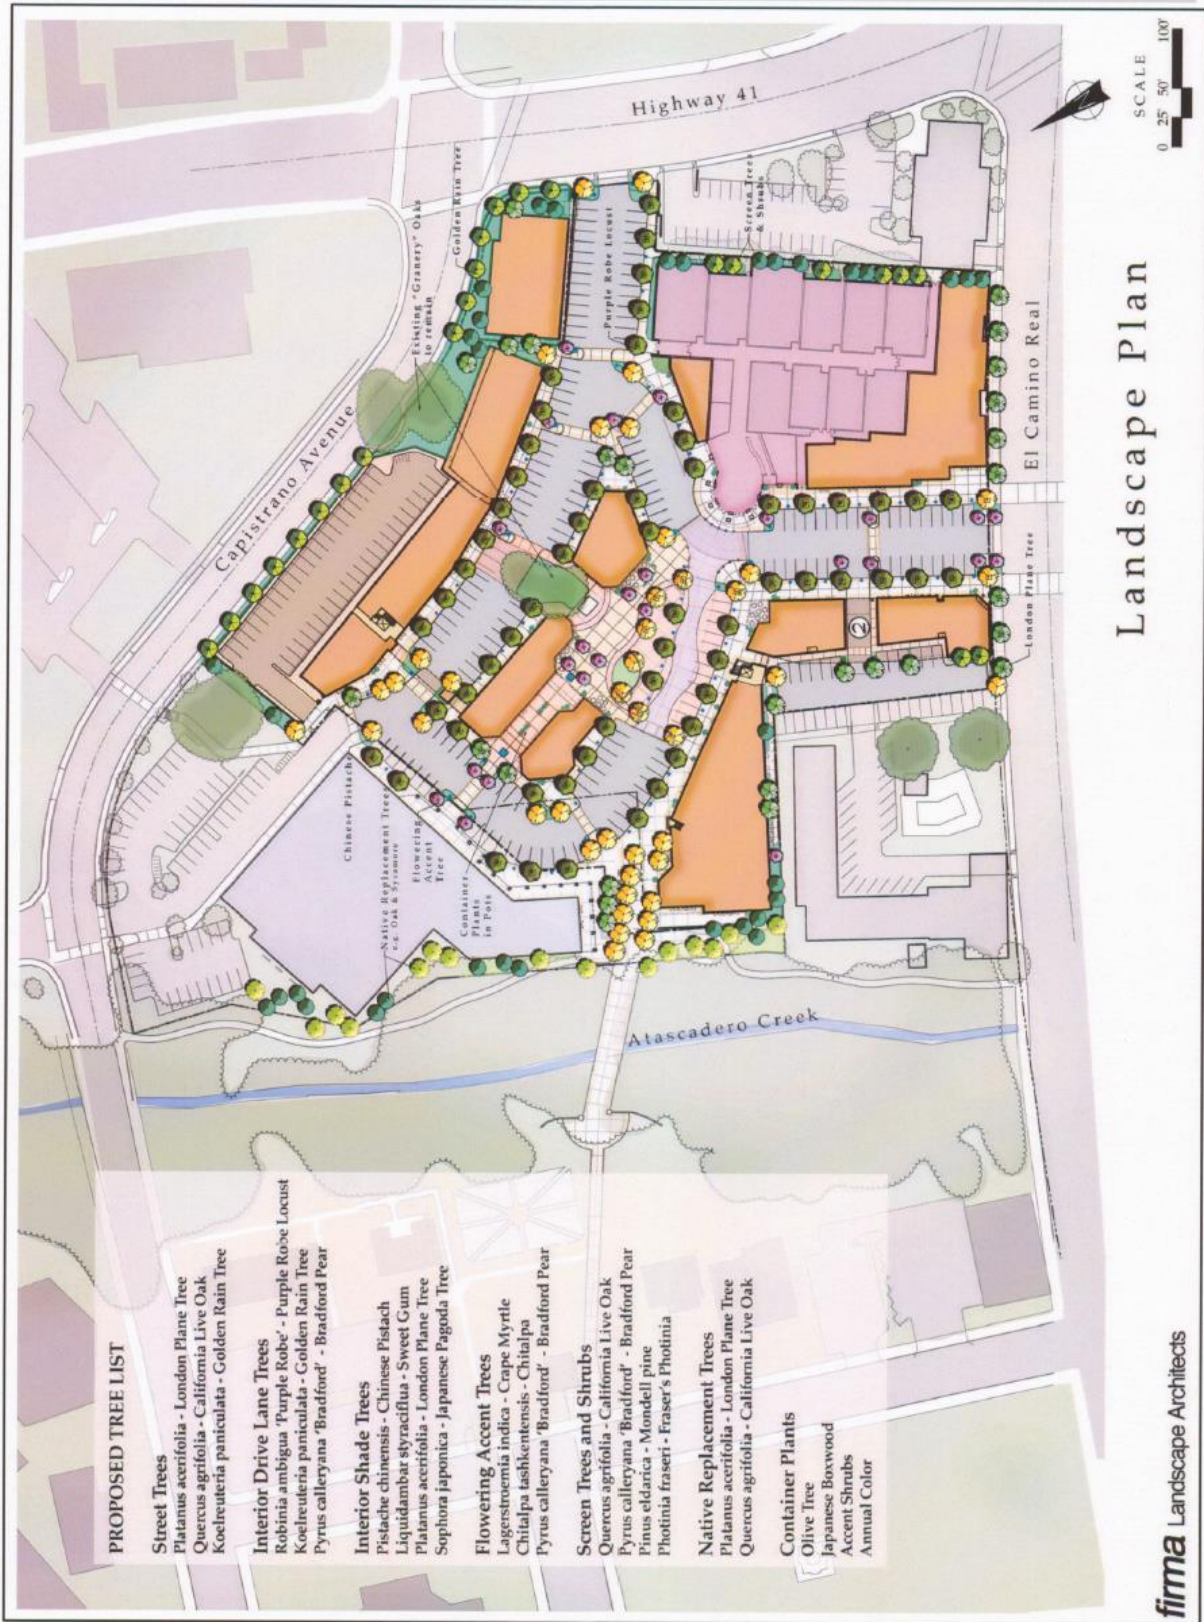 PROPOSED TREE LIST
Street Trees
Platanus acerifolia - London Plane Tree
Quercus agrifolia - California Live Oak
Koelreuteria paniculata - Golden Rain Tree
Interior Drive Lane Trees
Robinia ambigua 'Purple Robe' - Purple Robe Locust
Koelreuteria paniculata - Golden Rain Tree
Pyrus calleryana 'Bradford' - Bradford Pear
Interior Shade Trees
Pistache chinensis - Chinese Pistach
Liquidambar styraciflua - Sweet Gum
Platanus acerifolia - London Plane Tree
Sophora japonica - Japanese Pagoda Tree
Flowering Accent Trees
Lagerstroemia indica - Crape Myrtle
Chitalpa tashkentensis - Chitalpa
Pyrus calleryana 'Bradford' - Bradford Pear
Screen Trees and Shrubs
Quercus agrifolia - California Live Oak
Pyrus calleryana 'Bradford' - Bradford Pear
Pinus eldarica - Mondell pine
Photinia fraseri - Fraser's Photinia
Native Replacement Trees
Platanus acerifolia - London Plane Tree
Quercus agrifolia - California Live Oak
Container Plants
Olive Tree
Japanese Boxwood
Accent Shrubs
Annual Color
Atascadero Creek
Capistrano Avenue
Highway 41
El Camino Real
Chinese Pistache
Native Replacement Trees
e.g. Oak & Sycamore
Flowering
Accent
Tree
Container
Plants
in Pots
Existing "Granery" Oaks
to remain
Golden Rain Tree
Purple Robe Locust
Screen Trees
& Shrubs
London Plane Tree
2
Landscape Plan
SCALE
0 25' 50' 100'
firma Landscape Architects